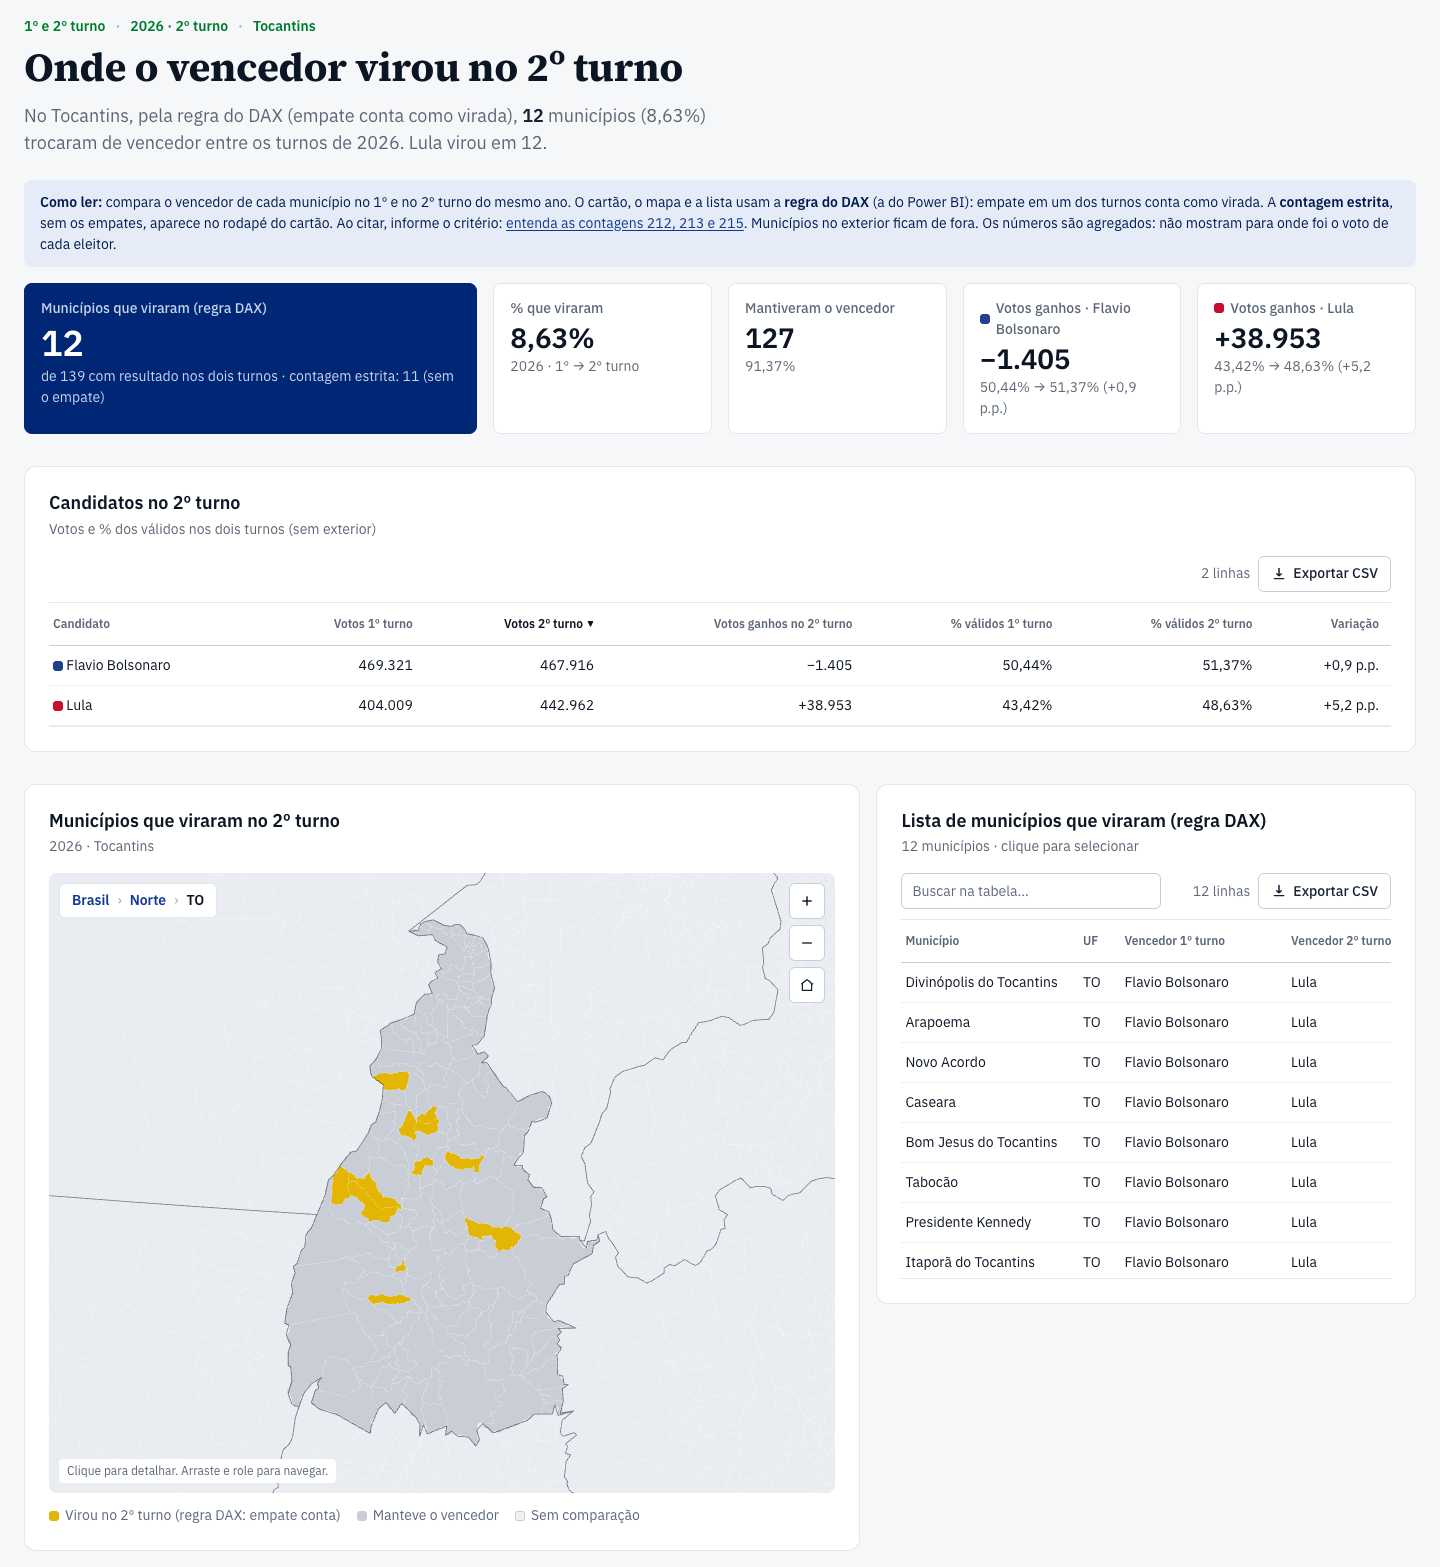 1º e 2º turno · 2026 · 2º turno · Tocantins
Onde o vencedor virou no 2º turno
No Tocantins, pela regra do DAX (empate conta como virada), 12 municípios (8,63%)
trocaram de vencedor entre os turnos de 2026. Lula virou em 12.
Como ler: compara o vencedor de cada município no 1º e no 2º turno do mesmo ano. O cartão, o mapa e a lista usam a regra do DAX (a do Power BI): empate em um dos turnos conta como virada. A contagem estrita,
sem os empates, aparece no rodapé do cartão. Ao citar, informe o critério: entenda as contagens 212, 213 e 215. Municípios no exterior ficam de fora. Os números são agregados: não mostram para onde foi o voto de
cada eleitor.
Municípios que viraram (regra DAX)
12
de 139 com resultado nos dois turnos · contagem estrita: 11 (sem
o empate)
% que viraram
8,63%
2026 · 1º → 2º turno
Mantiveram o vencedor
127
91,37%
Votos ganhos · Flavio
Bolsonaro
−1.405
50,44% → 51,37% (+0,9
p.p.)
Votos ganhos · Lula
+38.953
43,42% → 48,63% (+5,2
p.p.)
Candidatos no 2º turno
Votos e % dos válidos nos dois turnos (sem exterior)
2 linhas Exportar CSV
Candidato Votos 1º turno Votos 2º turno ▼ Votos ganhos no 2º turno % válidos 1º turno % válidos 2º turno Variação
Flavio Bolsonaro 469.321 467.916 −1.405 50,44% 51,37% +0,9 p.p.
Lula 404.009 442.962 +38.953 43,42% 48,63% +5,2 p.p.
Municípios que viraram no 2º turno
2026 · Tocantins
Brasil › Norte › TO
+
−
Clique para detalhar. Arraste e role para navegar.
Virou no 2º turno (regra DAX: empate conta) Manteve o vencedor Sem comparação
Lista de municípios que viraram (regra DAX)
12 municípios · clique para selecionar
Buscar na tabela... 12 linhas Exportar CSV
Município UF Vencedor 1º turno Vencedor 2º turno
Divinópolis do Tocantins TO Flavio Bolsonaro Lula
Arapoema TO Flavio Bolsonaro Lula
Novo Acordo TO Flavio Bolsonaro Lula
Caseara TO Flavio Bolsonaro Lula
Bom Jesus do Tocantins TO Flavio Bolsonaro Lula
Tabocão TO Flavio Bolsonaro Lula
Presidente Kennedy TO Flavio Bolsonaro Lula
Itaporã do Tocantins TO Flavio Bolsonaro Lula